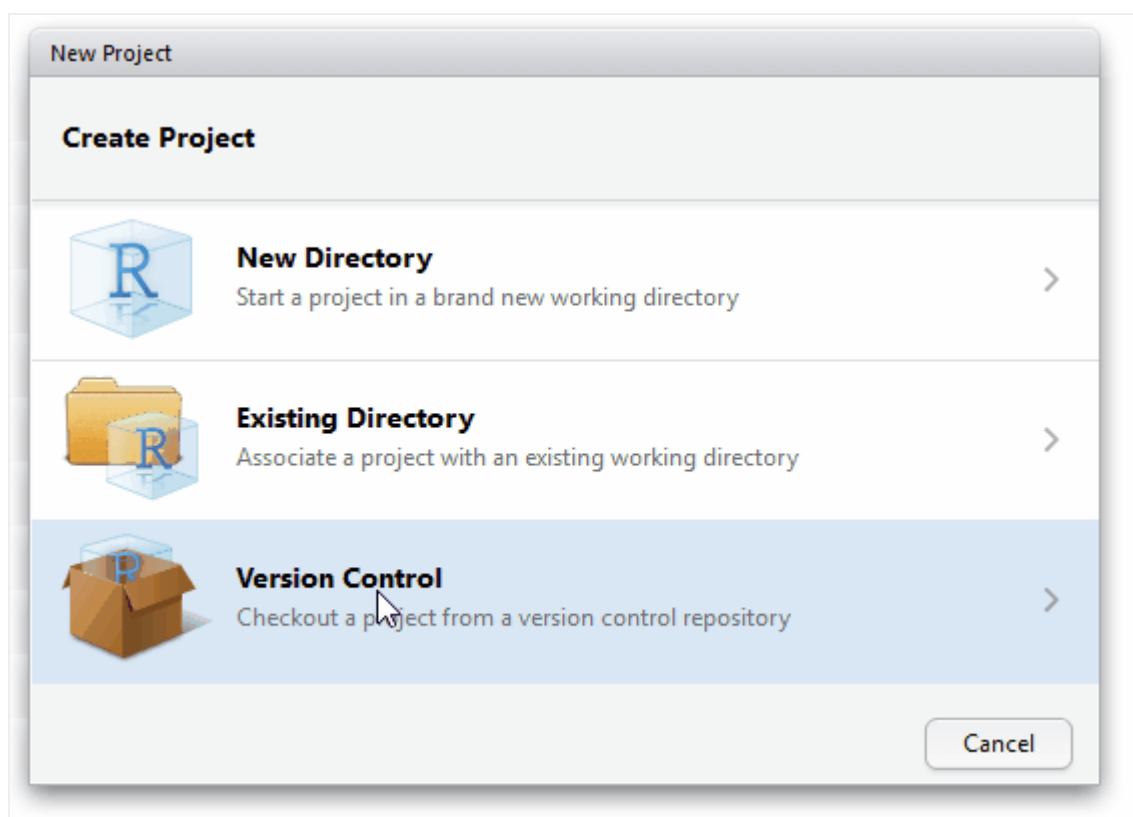 New Project
Create Project
R
New Directory
Start a project in a brand new working directory
R
Existing Directory
Associate a project with an existing working directory
R
Version Control
Checkout a project from a version control repository
Cancel